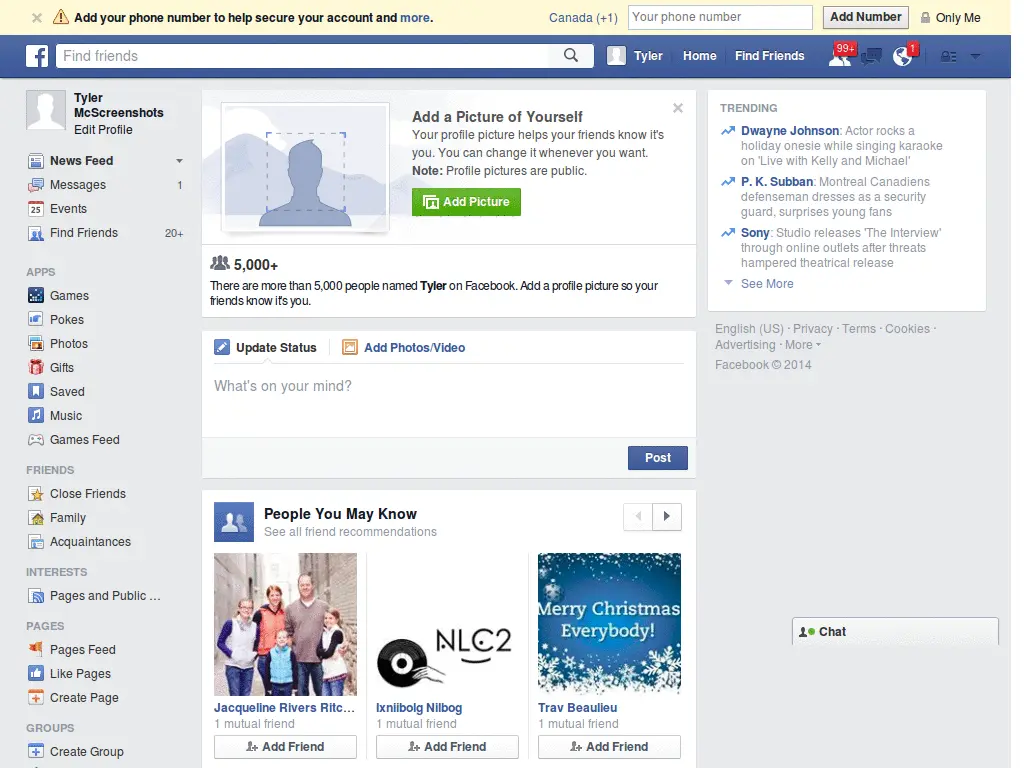 Add your phone number to help secure your account and more.
Canada (+1)
Your phone number
Add Number
Only Me
Find friends
Tyler
Home
Find Friends
99+
1
Tyler
McScreenshots
Edit Profile
News Feed
Messages 1
25 Events
Find Friends 20+
APPS
Games
Pokes
Photos
Gifts
Saved
Music
Games Feed
FRIENDS
Close Friends
Family
Acquaintances
INTERESTS
Pages and Public ...
PAGES
Pages Feed
Like Pages
Create Page
GROUPS
Create Group
Add a Picture of Yourself
Your profile picture helps your friends know it's
you. You can change it whenever you want.
Note: Profile pictures are public.
Add Picture
5,000+
There are more than 5,000 people named Tyler on Facebook. Add a profile picture so your
friends know it's you.
Update Status
Add Photos/Video
What's on your mind?
Post
People You May Know
See all friend recommendations
NLC2
Merry Christmas
Everybody!
Jacqueline Rivers Ritc...
1 mutual friend
Add Friend
Ixniibolg Nilbog
1 mutual friend
Add Friend
Trav Beaulieu
1 mutual friend
Add Friend
TRENDING
Dwayne Johnson: Actor rocks a
holiday onesie while singing karaoke
on 'Live with Kelly and Michael'
P. K. Subban: Montreal Canadiens
defenseman dresses as a security
guard, surprises young fans
Sony: Studio releases 'The Interview'
through online outlets after threats
hampered theatrical release
See More
English (US) · Privacy · Terms · Cookies ·
Advertising · More
Facebook © 2014
Chat